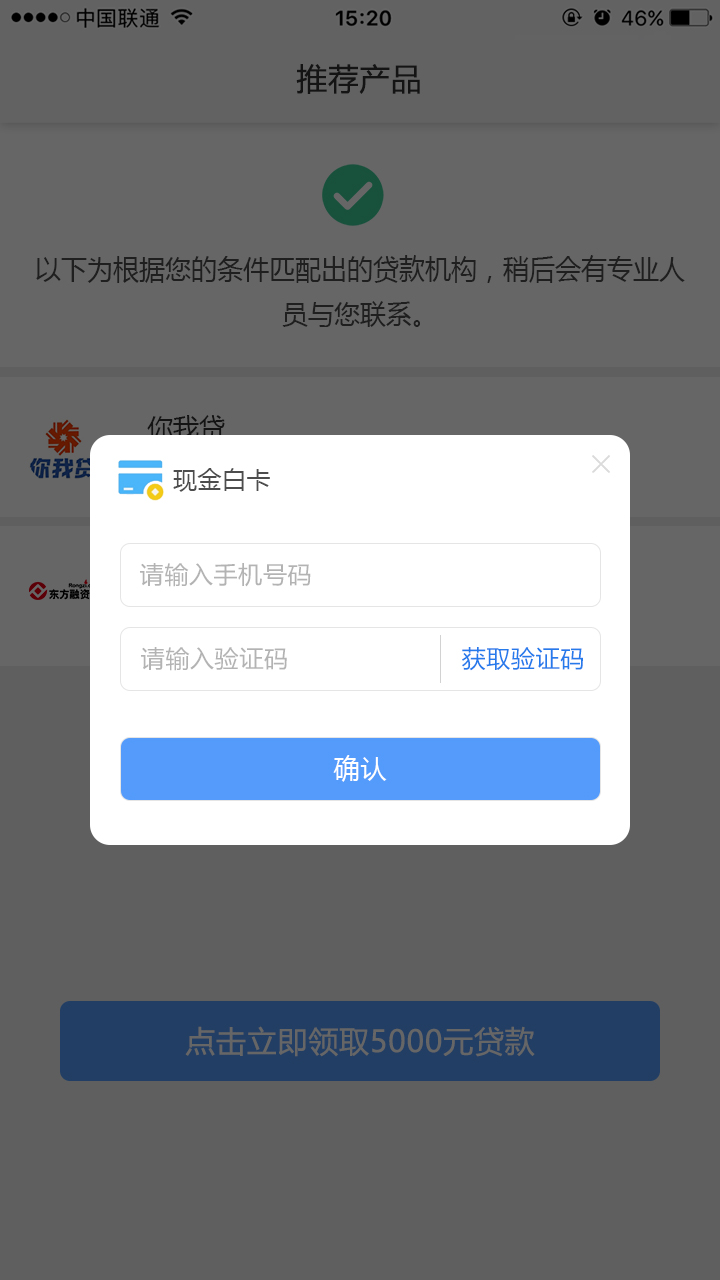 中国联通
15:20
46%
推荐产品
以下为根据您的条件匹配出的贷款机构，稍后会有专业人
员与您联系。
你我贷
你我贷
现金白卡
请输入手机号码
东方融资
请输入验证码
获取验证码
确认
点击立即领取5000元贷款